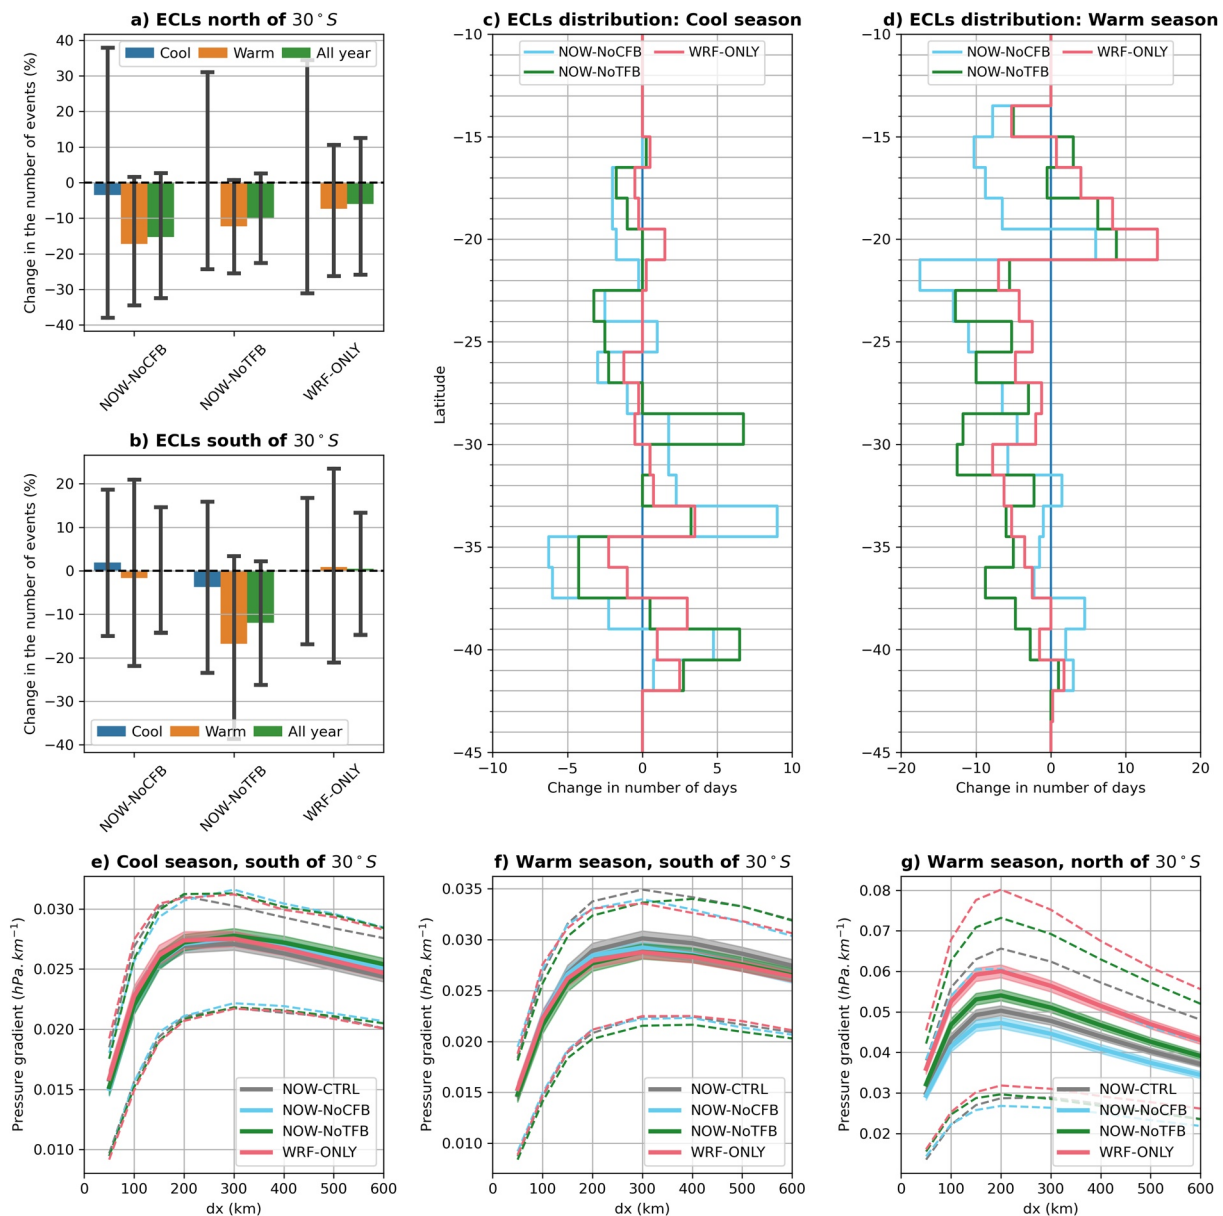 a) ECLs north of 30°S
Change in the number of events (%)
40
30
20
10
0
−10
−20
−30
−40
Cool
Warm
All year
NOW-NoCFB
NOW-NoTFB
WRF-ONLY
b) ECLs south of 30°S
Change in the number of events (%)
20
10
0
−10
−20
−30
−40
Cool
Warm
All year
NOW-NoCFB
NOW-NoTFB
WRF-ONLY
c) ECLs distribution: Cool season
Latitude
−10
−15
−20
−25
−30
−35
−40
−45
NOW-NoCFB
WRF-ONLY
NOW-NoTFB
−10
−5
0
5
10
Change in number of days
d) ECLs distribution: Warm season
−10
−15
−20
−25
−30
−35
−40
−45
NOW-NoCFB
WRF-ONLY
NOW-NoTFB
−20
−10
0
10
20
Change in number of days
e) Cool season, south of 30°S
Pressure gradient (hPa. km−1)
0.030
0.025
0.020
0.015
0.010
NOW-CTRL
NOW-NoCFB
NOW-NoTFB
WRF-ONLY
0 100 200 300 400 500 600
dx (km)
f) Warm season, south of 30°S
Pressure gradient (hPa. km−1)
0.035
0.030
0.025
0.020
0.015
0.010
NOW-CTRL
NOW-NoCFB
NOW-NoTFB
WRF-ONLY
0 100 200 300 400 500 600
dx (km)
g) Warm season, north of 30°S
Pressure gradient (hPa. km−1)
0.08
0.07
0.06
0.05
0.04
0.03
0.02
NOW-CTRL
NOW-NoCFB
NOW-NoTFB
WRF-ONLY
0 100 200 300 400 500 600
dx (km)